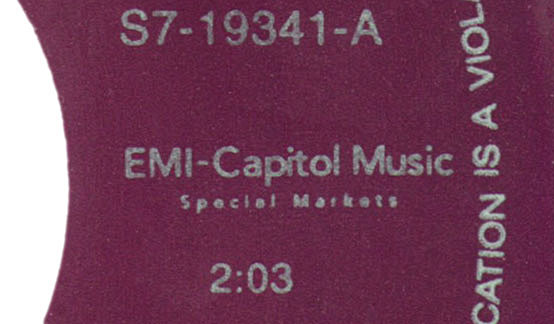 S7-19341-A
EMI-Capitol Music
Special Markets
2:03
CATION IS A VIOL